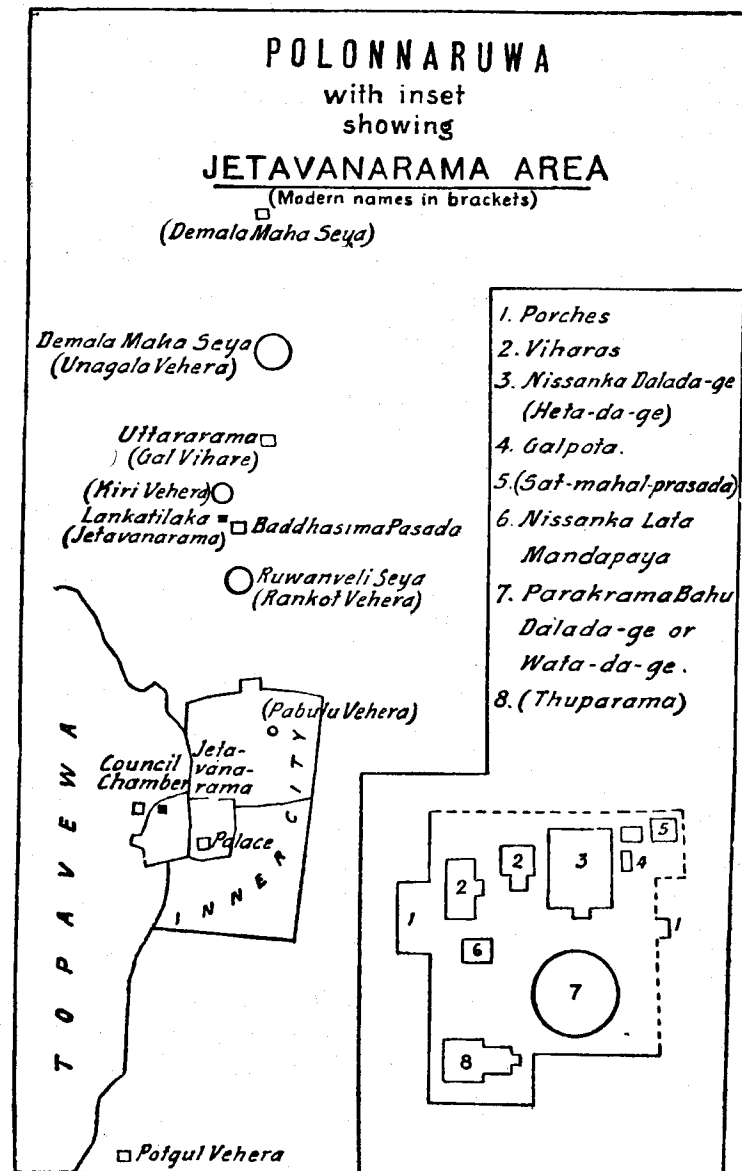 POLONNARUWA
with inset
showing
JETAVANARAMA AREA
(Modern names in brackets)
(Demala Maha Seya)
Demala Maha Seya
(Unagala Vehera)
Uttararama
(Gal Vihare)
(Kiri Vehera)
Lankatilaka
(Jetavanarama)
Baddhasima Pasada
Ruwanveli Seya
(Rankot Vehera)
(Pabulu Vehera)
Council
Chamber
Jeta-
vana-
rama
Palace
INNER CITY
TOPAVEWA
Potgul Vehera
1. Porches
2. Viharas
3. Nissanka Dalada-ge
(Heta-da-ge)
4. Galpota.
5. (Sat-mahal-prasada)
6. Nissanka Lata
Mandapaya
7. Parakrama Bahu
Dalada-ge or
Wata-da-ge.
8. (Thuparama)
5
2
3
4
2
1
1
6
7
8